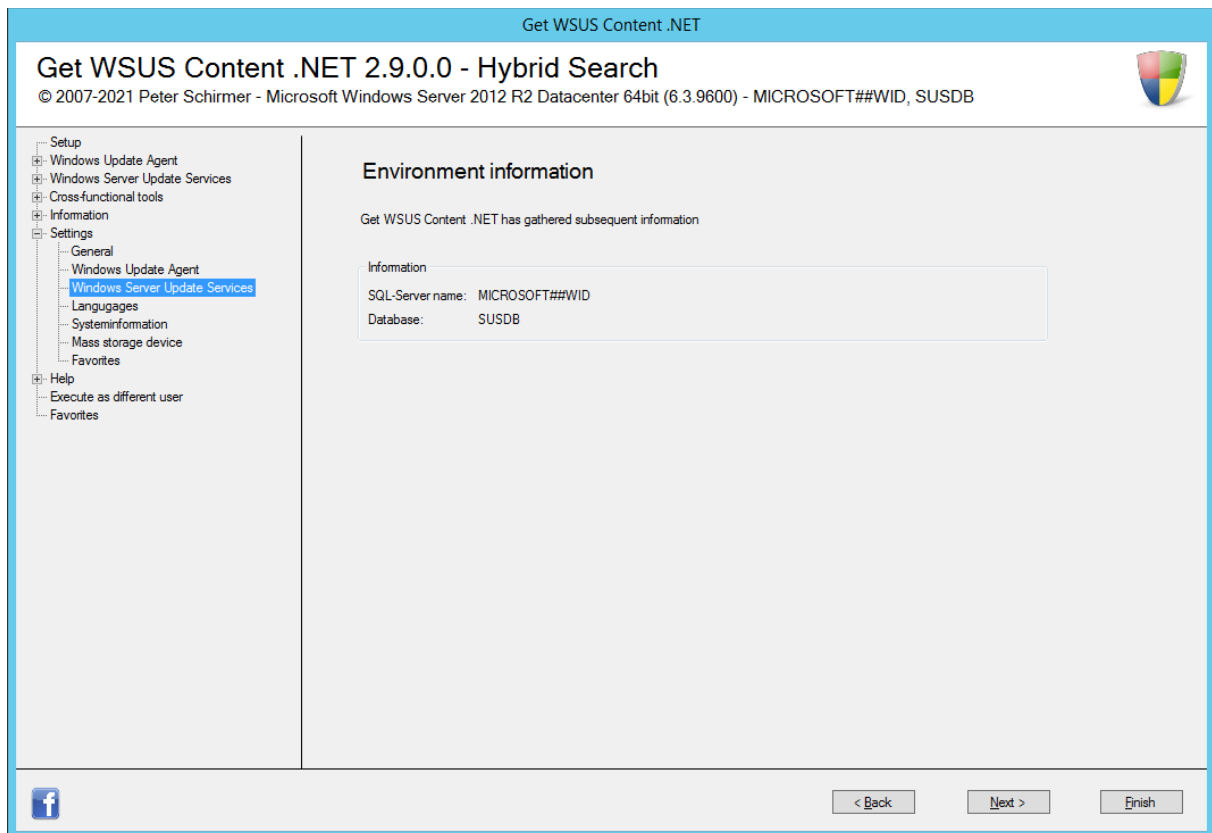 Get WSUS Content .NET
Get WSUS Content .NET 2.9.0.0 - Hybrid Search
© 2007-2021 Peter Schirmer - Microsoft Windows Server 2012 R2 Datacenter 64bit (6.3.9600) - MICROSOFT##WID, SUSDB
Setup
Windows Update Agent
Windows Server Update Services
Cross-functional tools
Information
Settings
General
Windows Update Agent
Windows Server Update Services
Langugages
Systeminformation
Mass storage device
Favorites
Help
Execute as different user
Favorites
Environment information
Get WSUS Content .NET has gathered subsequent information
Information
SQL-Server name: MICROSOFT##WID
Database: SUSDB
f
< Back Next > Finish